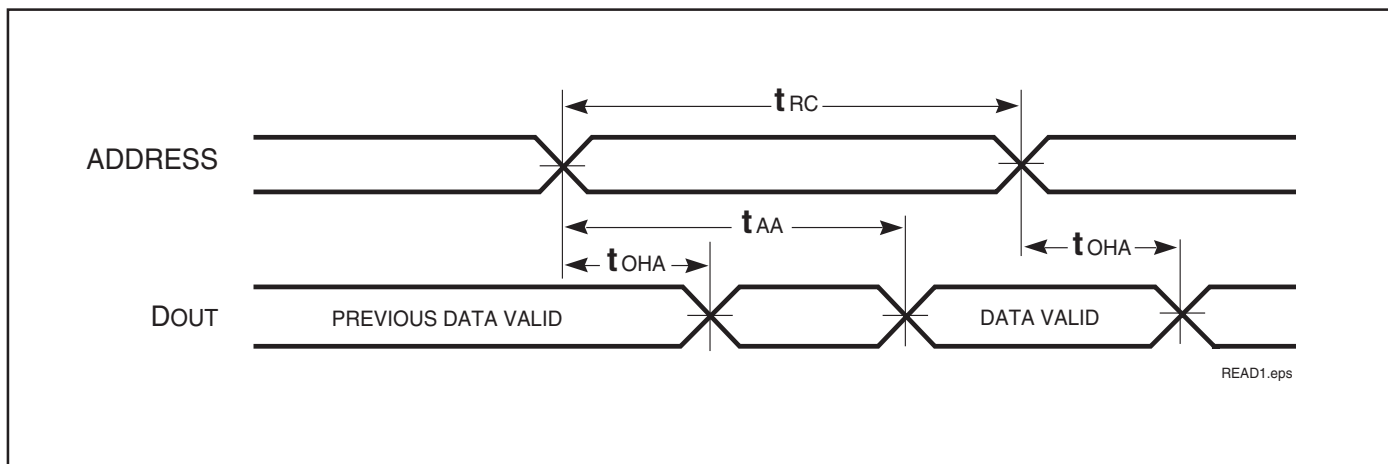 tRC
ADDRESS
tAA
tOHA
tOHA
DOUT
PREVIOUS DATA VALID
DATA VALID
READ1.eps